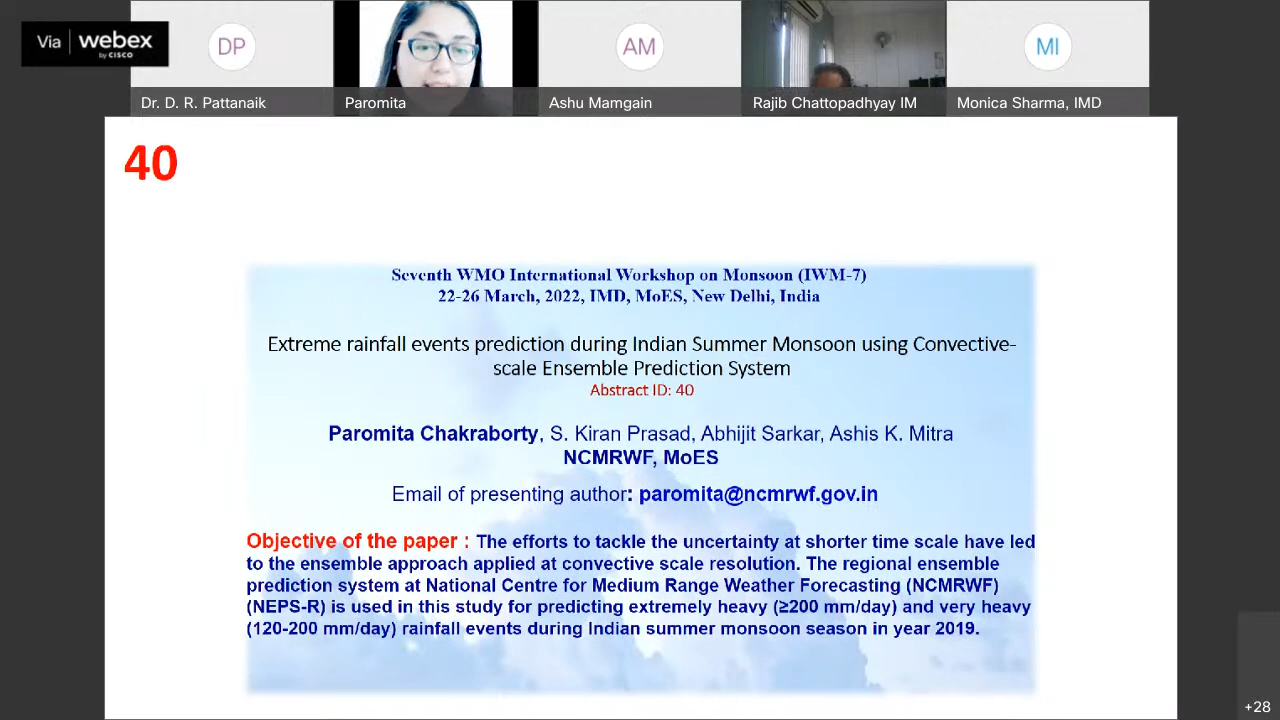 Via webex
by CISCO
DP
AM
MI
Dr. D. R. Pattanaik
Paromita
Ashu Mamgain
Rajib Chattopadhyay IM
Monica Sharma, IMD
40
Seventh WMO International Workshop on Monsoon (IWM-7)
22-26 March, 2022, IMD, MoES, New Delhi, India
Extreme rainfall events prediction during Indian Summer Monsoon using Convective-
scale Ensemble Prediction System
Abstract ID: 40
Paromita Chakraborty, S. Kiran Prasad, Abhijit Sarkar, Ashis K. Mitra
NCMRWF, MoES
Email of presenting author: paromita@ncmrwf.gov.in
Objective of the paper : The efforts to tackle the uncertainty at shorter time scale have led
to the ensemble approach applied at convective scale resolution. The regional ensemble
prediction system at National Centre for Medium Range Weather Forecasting (NCMRWF)
(NEPS-R) is used in this study for predicting extremely heavy (≥200 mm/day) and very heavy
(120-200 mm/day) rainfall events during Indian summer monsoon season in year 2019.
+28